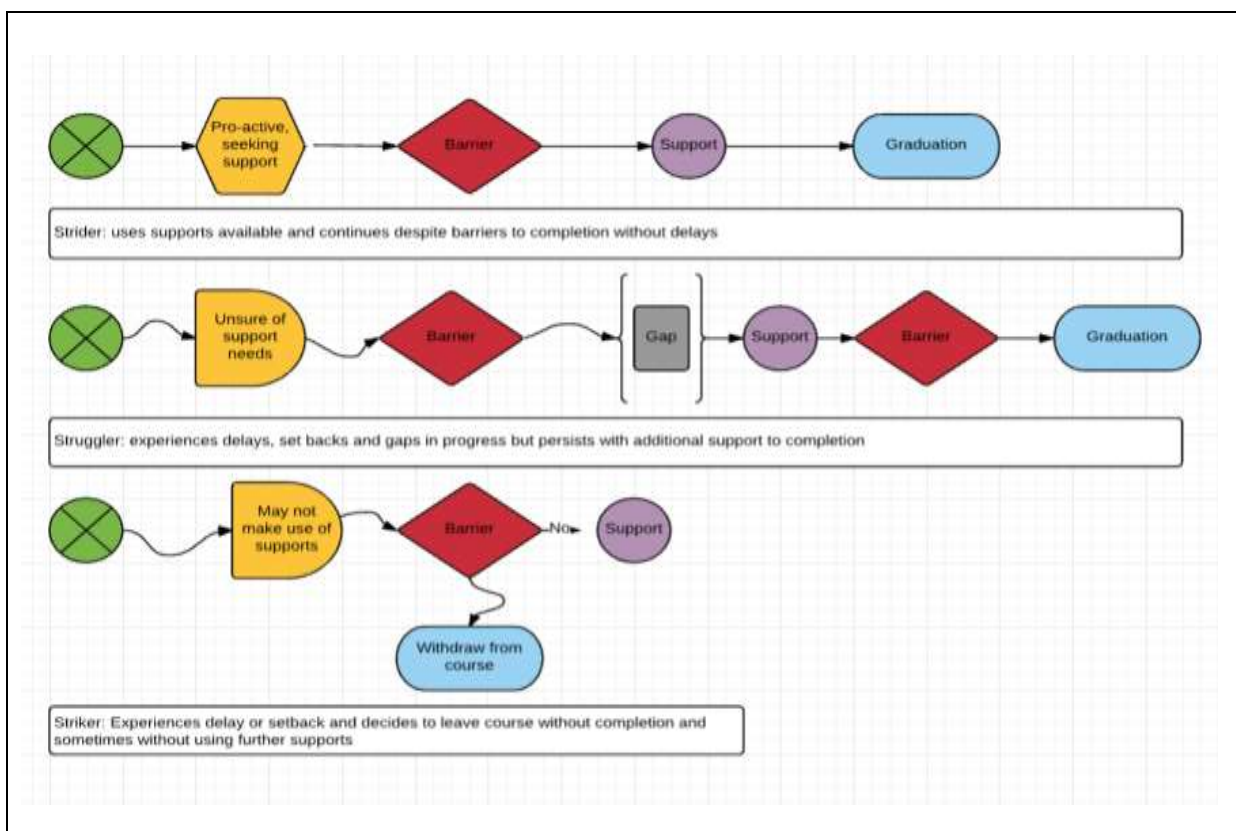 Pro-active,
seeking
support
Barrier
Support
Graduation
Strider: uses supports available and continues despite barriers to completion without delays
Unsure of
support
needs
Barrier
Gap
Support
Barrier
Graduation
Struggler: experiences delays, set backs and gaps in progress but persists with additional support to completion
May not
make use of
supports
Barrier
No
Support
Withdraw from
course
Striker: Experiences delay or setback and decides to leave course without completion and
sometimes without using further supports